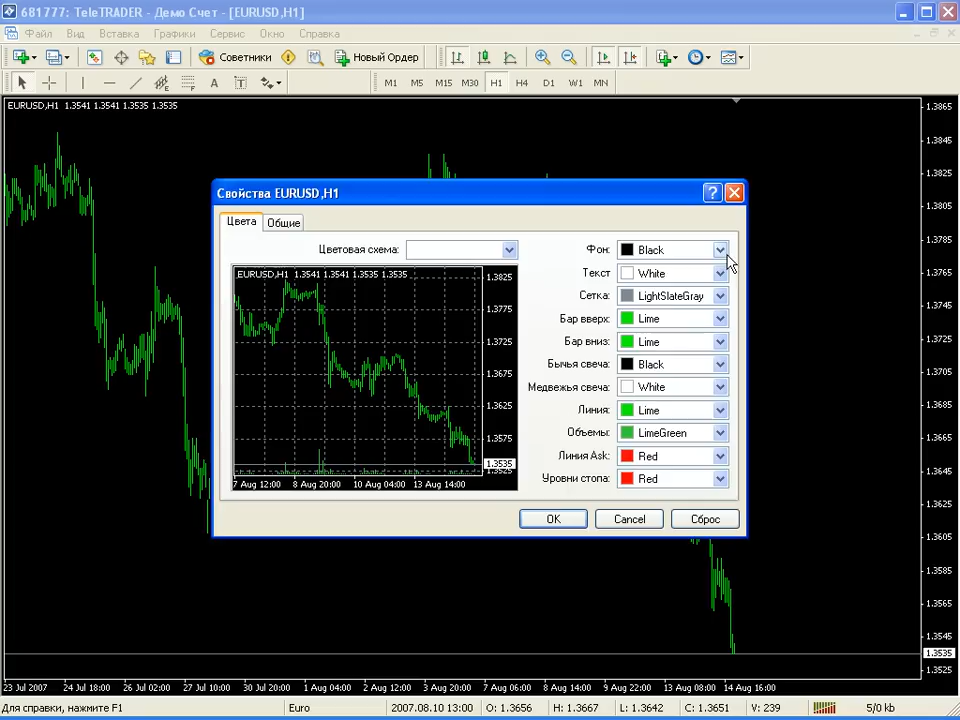 681777: TeleTRADER - Демо Счет - [EURUSD,H1]
Файл Вид Вставка Графики Сервис Окно Справка
Советники Новый Ордер
A T M1 M5 M15 M30 H1 H4 D1 W1 MN
EURUSD,H1 1.3541 1.3541 1.3535 1.3535
1.3865
1.3845
1.3825
1.3805
1.3785
1.3765
1.3745
1.3725
1.3705
1.3685
1.3665
1.3645
1.3625
1.3605
1.3585
1.3565
1.3545
1.3535
1.3525
Свойства EURUSD,H1
Цвета Общие
Цветовая схема:
EURUSD,H1 1.3541 1.3541 1.3535 1.3535
1.3825
1.3775
1.3725
1.3675
1.3625
1.3575
1.3535
1.3525
7 Aug 12:00 8 Aug 20:00 10 Aug 04:00 13 Aug 14:00
Фон: Black
Текст White
Сетка: LightSlateGray
Бар вверх: Lime
Бар вниз: Lime
Бычья свеча: Black
Медвежья свеча: White
Линия: Lime
Объемы: LimeGreen
Линия Ask: Red
Уровни стопа: Red
OK Cancel Сброс
23 Jul 2007 24 Jul 18:00 26 Jul 02:00 27 Jul 10:00 30 Jul 20:00 1 Aug 04:00 2 Aug 12:00 3 Aug 20:00 7 Aug 06:00 8 Aug 14:00 9 Aug 22:00 13 Aug 08:00 14 Aug 16:00
Для справки, нажмите F1 Euro 2007.08.10 13:00 O: 1.3656 H: 1.3667 L: 1.3642 C: 1.3651 V: 239 5/0 kb